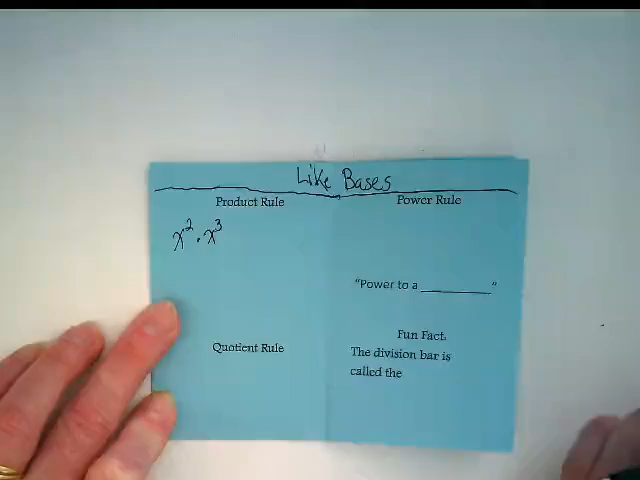 Like Bases
Product Rule
x² · x³
Power Rule
"Power to a __________"
Quotient Rule
Fun Fact:
The division bar is
called the